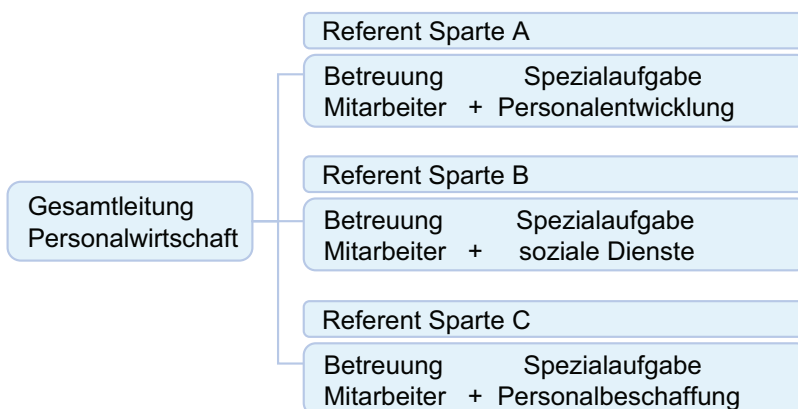 Referent Sparte A
Betreuung Spezialaufgabe
Mitarbeiter + Personalentwicklung
Referent Sparte B
Gesamtleitung
Personalwirtschaft
Betreuung Spezialaufgabe
Mitarbeiter + soziale Dienste
Referent Sparte C
Betreuung Spezialaufgabe
Mitarbeiter + Personalbeschaffung